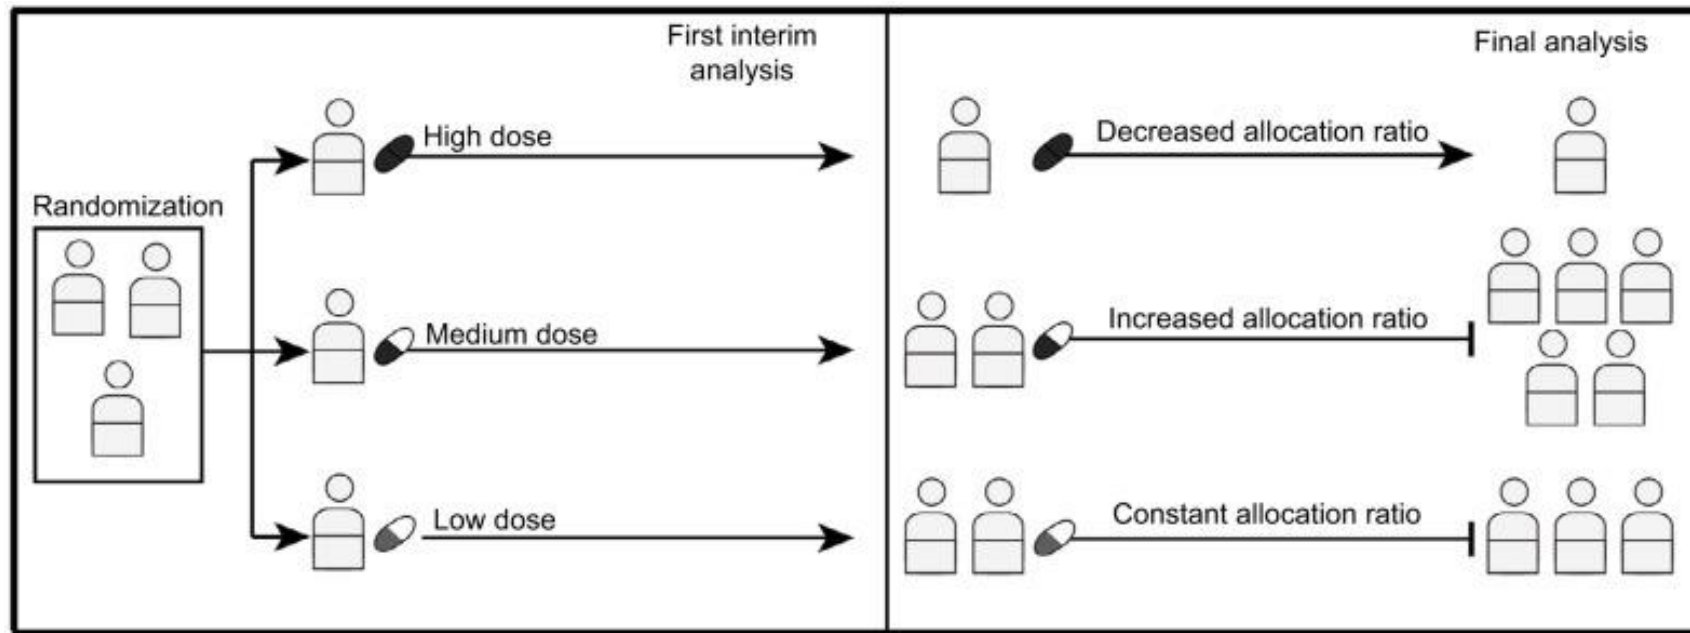 First interim
analysis
Final analysis
High dose
Decreased allocation ratio
Randomization
Medium dose
Increased allocation ratio
Low dose
Constant allocation ratio